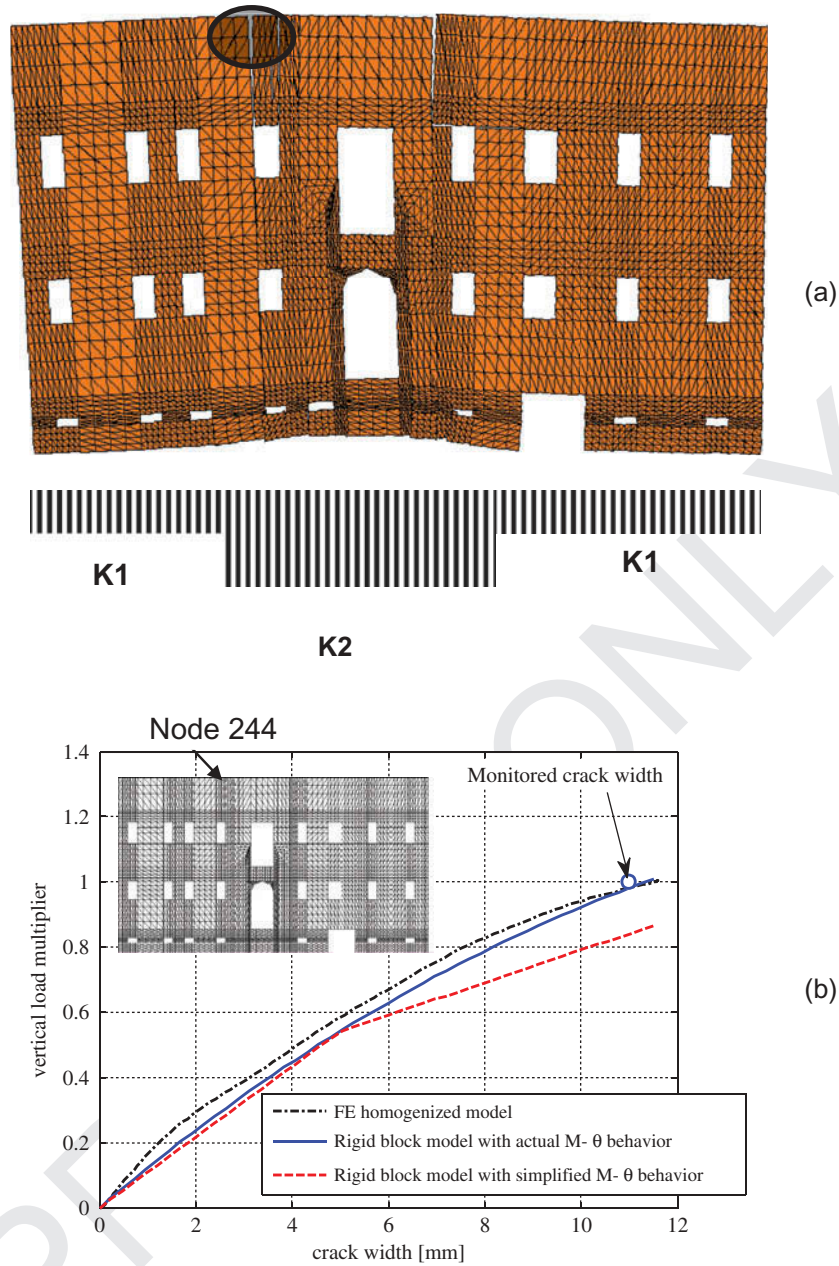 (a)
K1
K1
K2
ONLY
Node 244
Monitored crack width
1.4
1.2
1
0.8
0.6
0.4
0.2
0
vertical load multiplier
(b)
FE homogenized model
Rigid block model with actual M- θ behavior
Rigid block model with simplified M- θ behavior
0
2
4
6
8
10
12
crack width [mm]